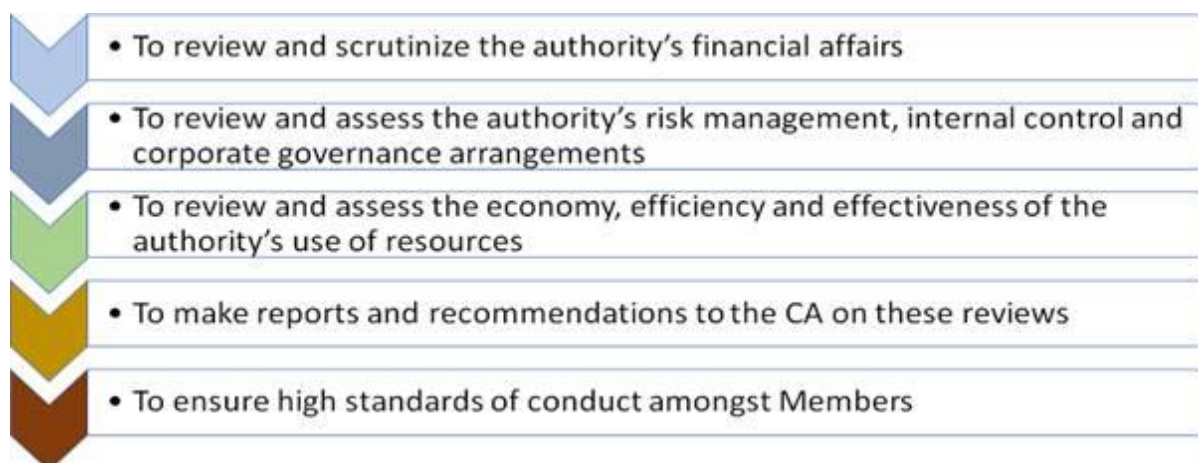 • To review and scrutinize the authority's financial affairs
• To review and assess the authority's risk management, internal control and
corporate governance arrangements
• To review and assess the economy, efficiency and effectiveness of the
authority's use of resources
• To make reports and recommendations to the CA on these reviews
• To ensure high standards of conduct amongst Members